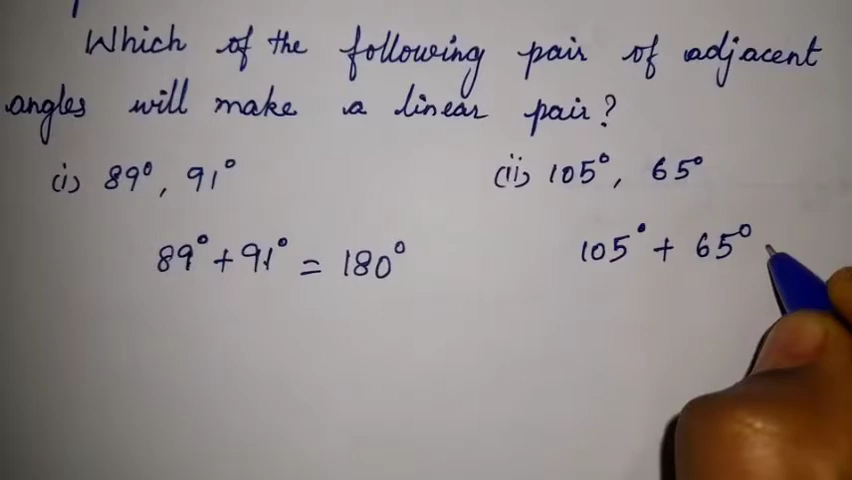 Which of the following pair of adjacent
angles will make a linear pair?
(i) 89°, 91° (ii) 105°, 65°
89° + 91° = 180° 105° + 65°